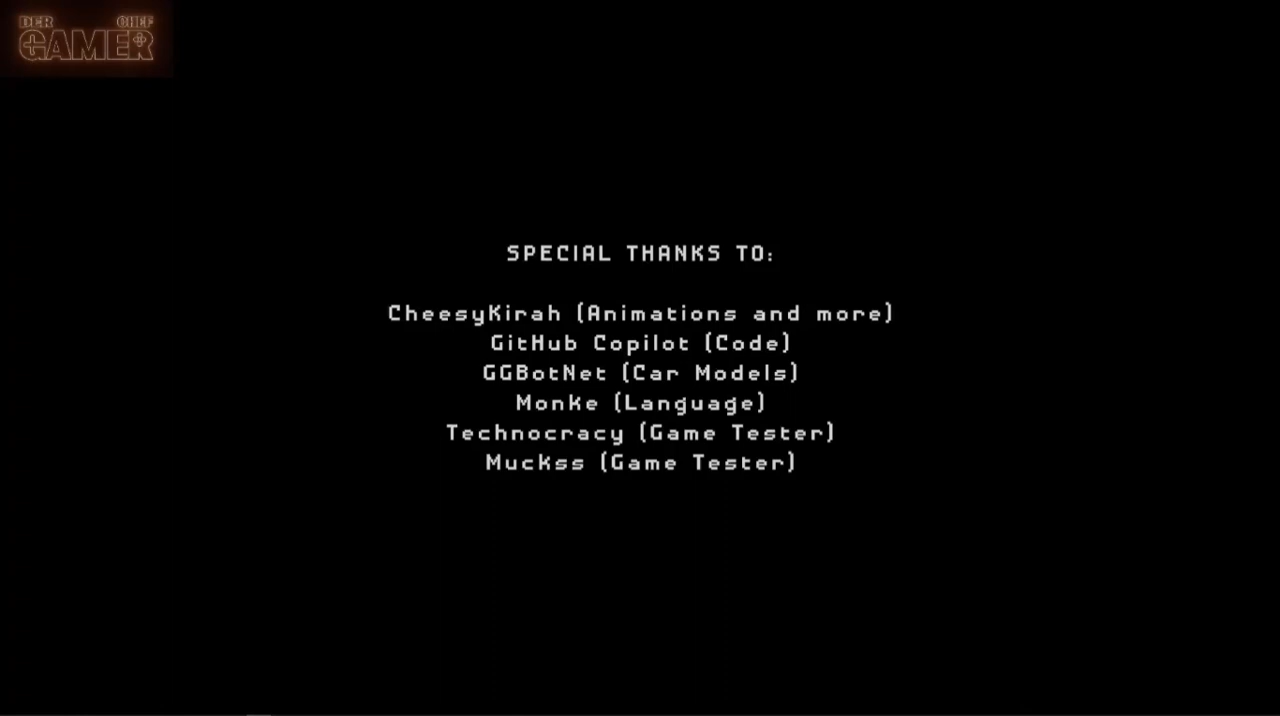 DER CHEF
GAMER
SPECIAL THANKS TO:
CheesyKirah (Animations and more)
GitHub Copilot (Code)
GGBotNet (Car Models)
Monke (Language)
Technocracy (Game Tester)
Muckss (Game Tester)